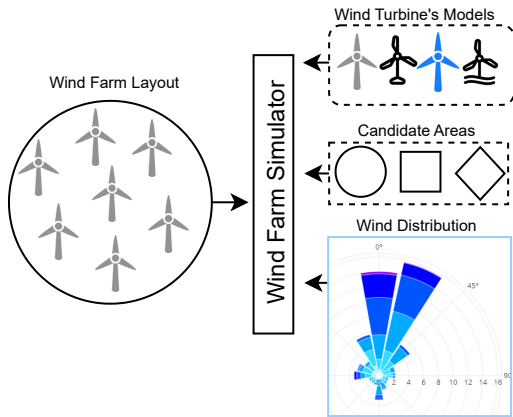 Wind Turbine's Models
Wind Farm Layout
Wind Farm Simulator
Candidate Areas
Wind Distribution
0°
45°
90
2 4 6 8 10 12 14 16